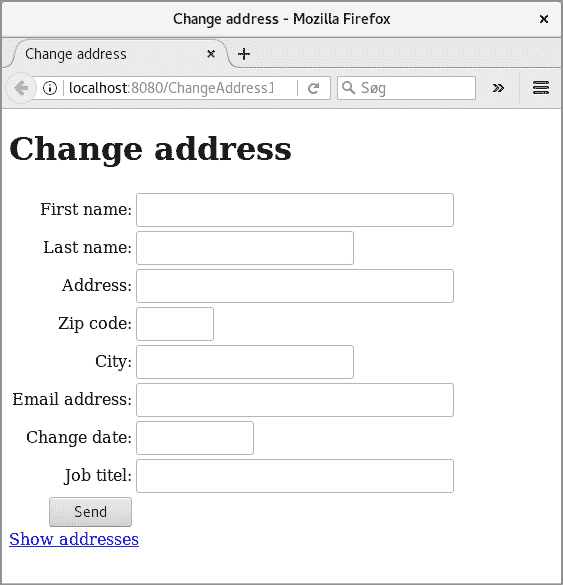 Change address - Mozilla Firefox
Change address
localhost:8080/ChangeAddress1
Søg
Change address
First name:
Last name:
Address:
Zip code:
City:
Email address:
Change date:
Job titel:
Send
Show addresses